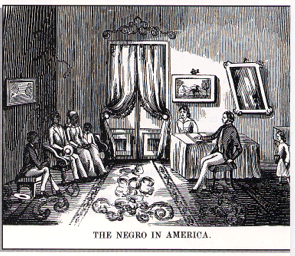 THE NEGRO IN AMERICA.